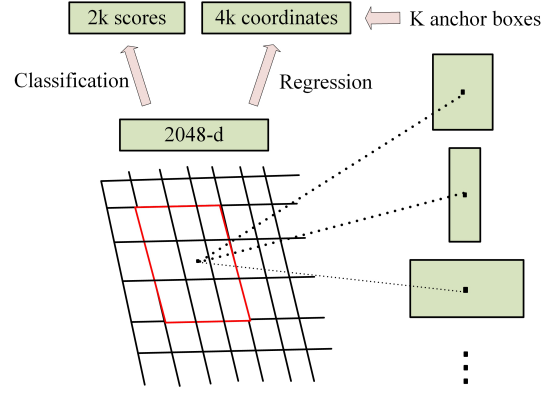 2k scores
4k coordinates
K anchor boxes
Classification
Regression
2048-d